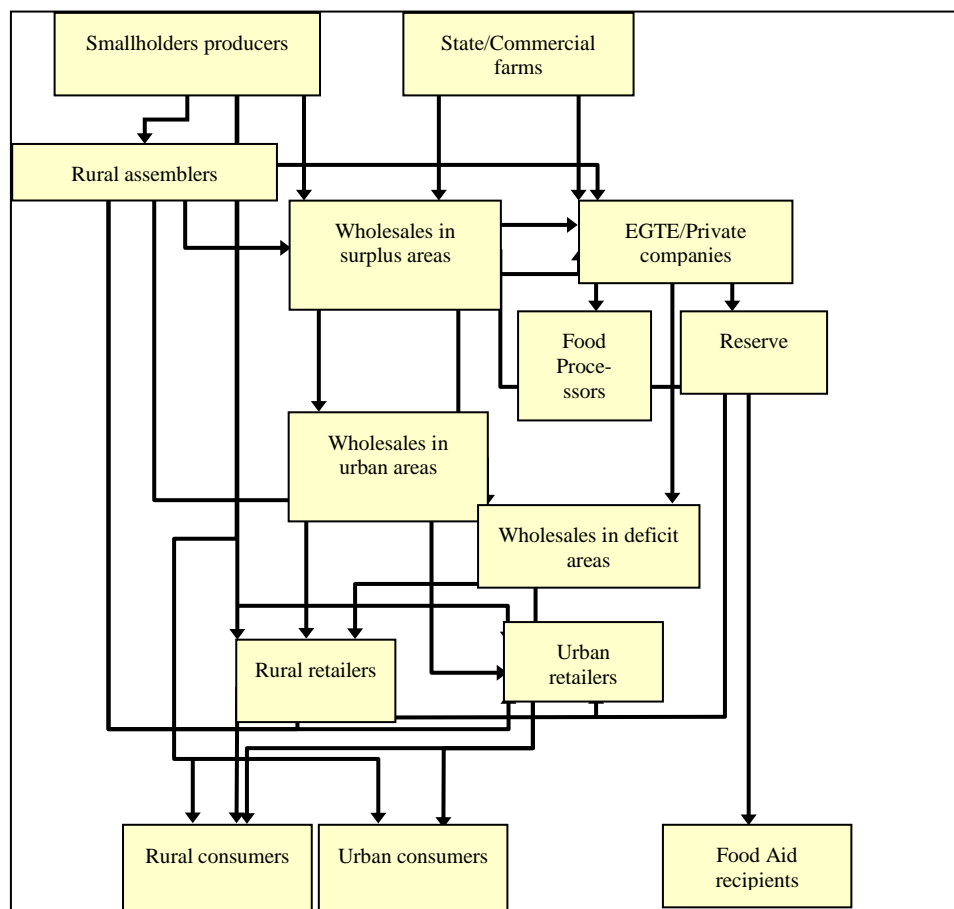 Smallholders producers
State/Commercial
farms
Rural assemblers
Wholesales in
surplus areas
EGTE/Private
companies
Food
Proce-
ssors
Reserve
Wholesales in
urban areas
Wholesales in deficit
areas
Rural retailers
Urban
retailers
Rural consumers
Urban consumers
Food Aid
recipients